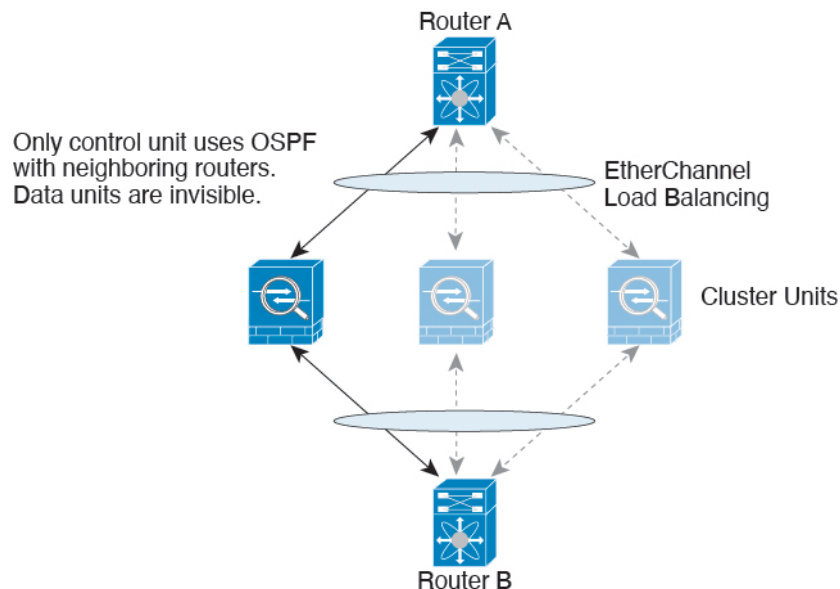 Router A
Only control unit uses OSPF
with neighboring routers.
Data units are invisible.
EtherChannel
Load Balancing
Cluster Units
Router B